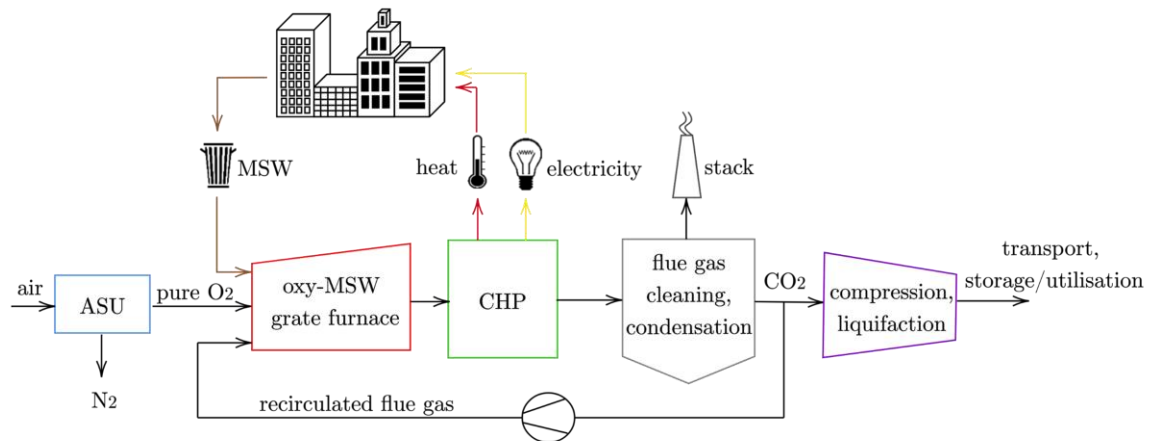 MSW
heat
electricity
stack
air
ASU
pure O2
N2
oxy-MSW
grate furnace
CHP
flue gas
cleaning,
condensation
CO2
compression,
liquifaction
transport,
storage/utilisation
recirculated flue gas